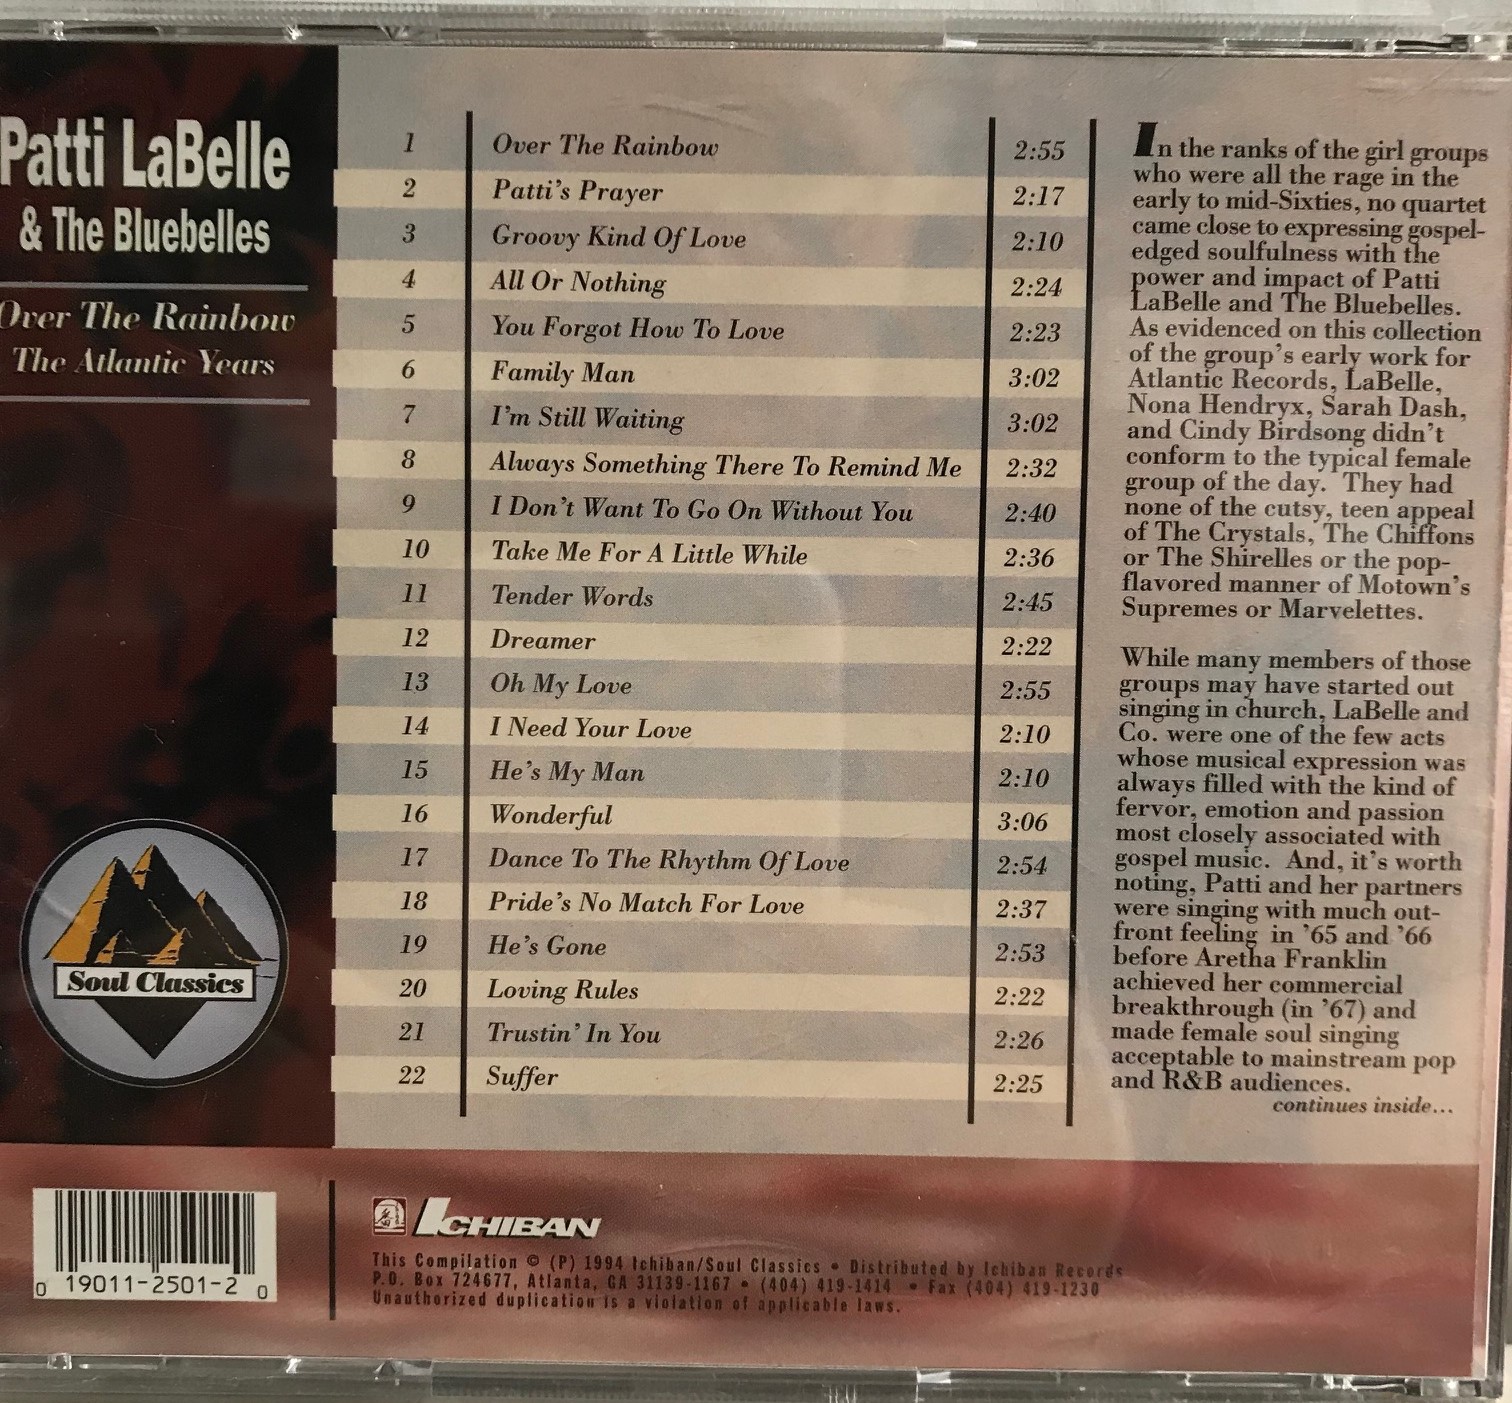 Patti LaBelle
& The Bluebelles
Over The Rainbow
The Atlantic Years
Soul Classics
0 19011-2501-2 0
1 Over The Rainbow 2:55
2 Patti's Prayer 2:17
3 Groovy Kind Of Love 2:10
4 All Or Nothing 2:24
5 You Forgot How To Love 2:23
6 Family Man 3:02
7 I'm Still Waiting 3:02
8 Always Something There To Remind Me 2:32
9 I Don't Want To Go On Without You 2:40
10 Take Me For A Little While 2:36
11 Tender Words 2:45
12 Dreamer 2:22
13 Oh My Love 2:55
14 I Need Your Love 2:10
15 He's My Man 2:10
16 Wonderful 3:06
17 Dance To The Rhythm Of Love 2:54
18 Pride's No Match For Love 2:37
19 He's Gone 2:53
20 Loving Rules 2:22
21 Trustin' In You 2:26
22 Suffer 2:25
In the ranks of the girl groups
who were all the rage in the
early to mid-Sixties, no quartet
came close to expressing gospel-
edged soulfulness with the
power and impact of Patti
LaBelle and The Bluebelles.
As evidenced on this collection
of the group's early work for
Atlantic Records, LaBelle,
Nona Hendryx, Sarah Dash,
and Cindy Birdsong didn't
conform to the typical female
group of the day. They had
none of the cutsy, teen appeal
of The Crystals, The Chiffons
or The Shirelles or the pop-
flavored manner of Motown's
Supremes or Marvelettes.
While many members of those
groups may have started out
singing in church, LaBelle and
Co. were one of the few acts
whose musical expression was
always filled with the kind of
fervor, emotion and passion
most closely associated with
gospel music. And, it's worth
noting, Patti and her partners
were singing with much out-
front feeling in '65 and '66
before Aretha Franklin
achieved her commercial
breakthrough (in '67) and
made female soul singing
acceptable to mainstream pop
and R&B audiences.
continues inside...
ICHIBAN
This Compilation © (P) 1994 Ichiban/Soul Classics • Distributed by Ichiban Records
P.O. Box 724677, Atlanta, GA 31139-1167 • (404) 419-1414 • Fax (404) 419-1230
Unauthorized duplication is a violation of applicable laws.